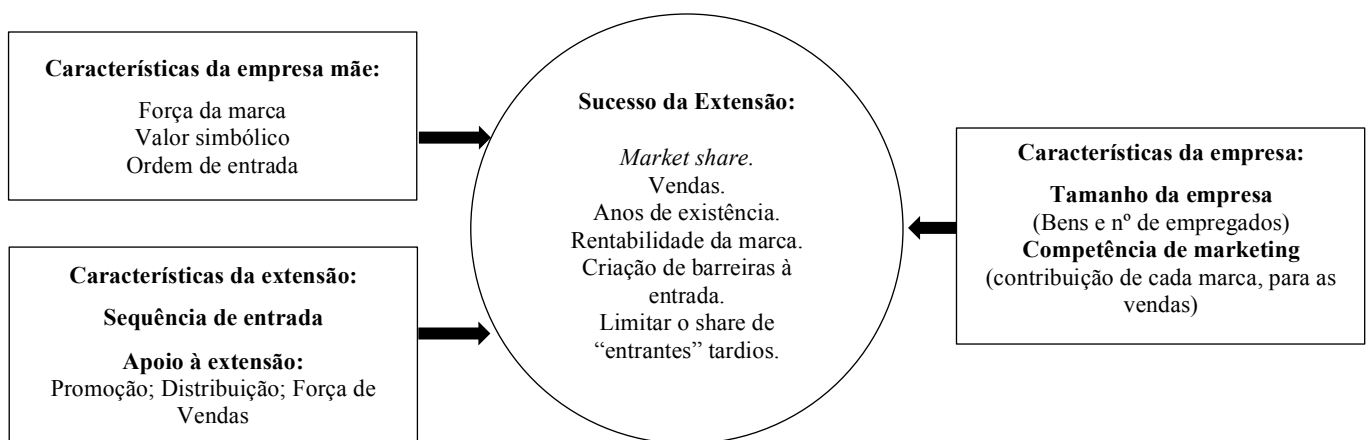 Característícas da empresa mãe:
Força da marca
Valor simbólico
Ordem de entrada
Características da extensão:
Sequência de entrada
Apoio à extensão:
Promoção; Distribuição; Força de
Vendas
Sucesso da Extensão:
Market share.
Vendas.
Anos de existência.
Rentabilidade da marca.
Criação de barreiras à
entrada.
Limitar o share de
“entrantes” tardios.
Características da empresa:
Tamanho da empresa
(Bens e nº de empregados)
Competência de marketing
(contribuição de cada marca, para as
vendas)